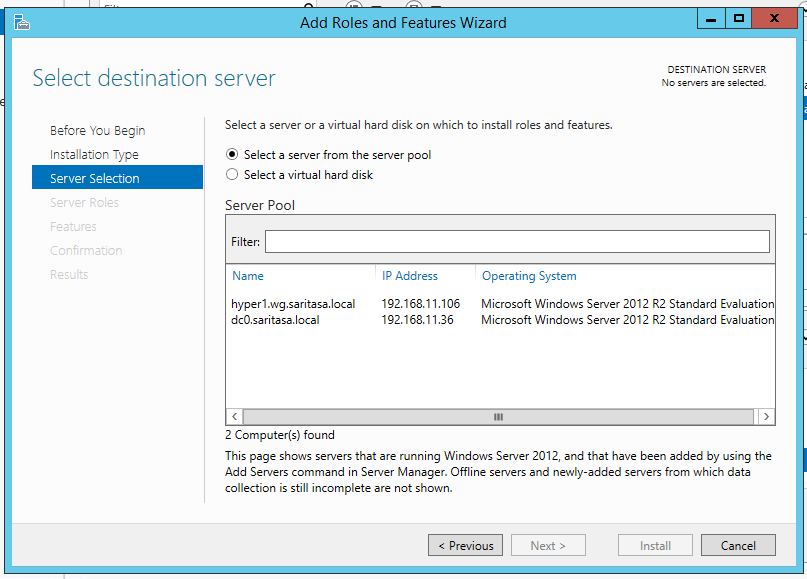 Add Roles and Features Wizard
Select destination server
DESTINATION SERVER
No servers are selected.
Before You Begin
Installation Type
Server Selection
Server Roles
Features
Confirmation
Results
Select a server or a virtual hard disk on which to install roles and features.
Select a server from the server pool
Select a virtual hard disk
Server Pool
Filter:
Name IP Address Operating System
hyper1.wg.saritasa.local 192.168.11.106 Microsoft Windows Server 2012 R2 Standard Evaluation
dc0.saritasa.local 192.168.11.36 Microsoft Windows Server 2012 R2 Standard Evaluation
2 Computer(s) found
This page shows servers that are running Windows Server 2012, and that have been added by using the
Add Servers command in Server Manager. Offline servers and newly-added servers from which data
collection is still incomplete are not shown.
< Previous Next > Install Cancel